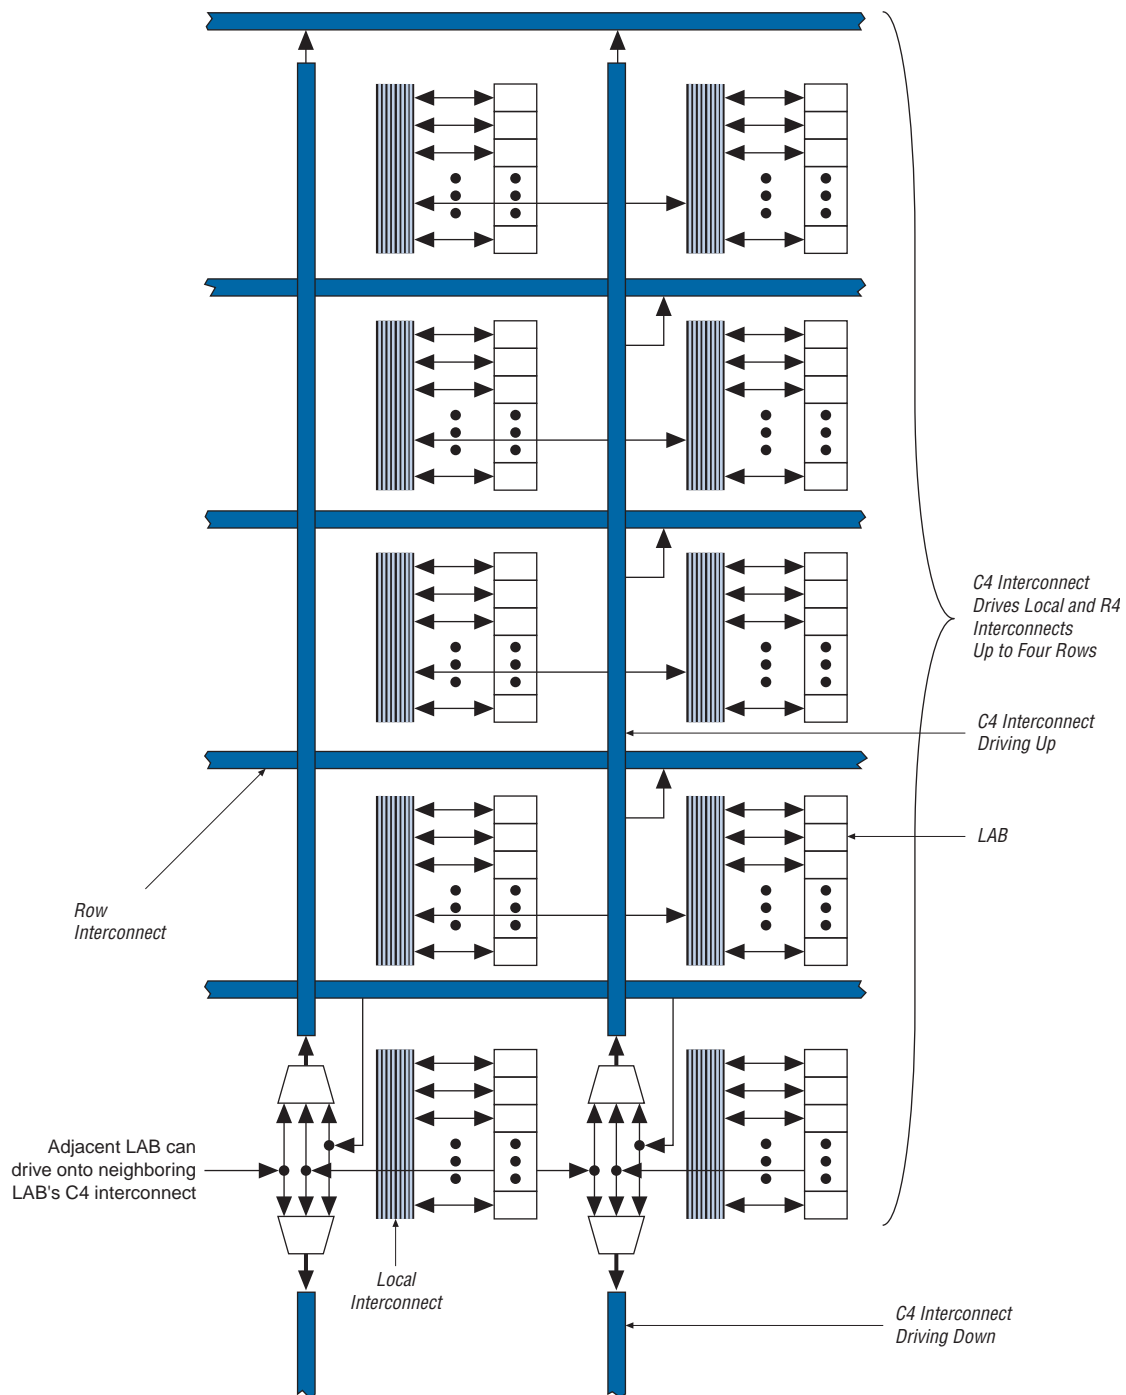 C4 Interconnect
Drives Local and R4
Interconnects
Up to Four Rows
C4 Interconnect
Driving Up
LAB
Row
Interconnect
Adjacent LAB can
drive onto neighboring
LAB's C4 interconnect
Local
Interconnect
C4 Interconnect
Driving Down